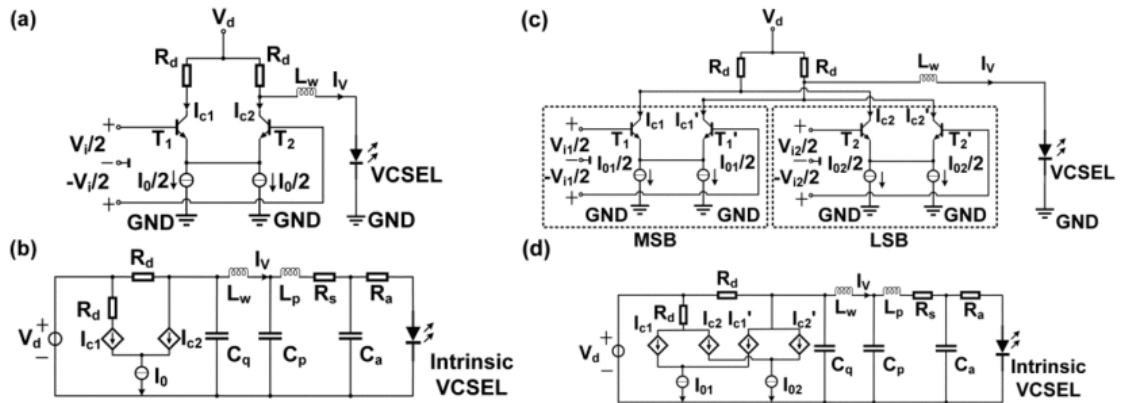 (a)
V_d
R_d R_d
L_w I_V
I_c1 I_c2
+ T_1 T_2
V_i/2
−
-V_i/2 I_0/2 I_0/2 VCSEL
+
GND GND GND
(b)
R_d
I_V
L_w L_p R_s R_a
R_d
V_d + − I_c1 I_c2 C_q C_p C_a
I_0
Intrinsic
VCSEL
(c)
V_d
R_d R_d
L_w I_V
I_c1 I_c1' I_c2 I_c2'
+ T_1 T_1' + T_2 T_2'
V_i1/2 V_i2/2
− I_01/2 I_01/2 − I_02/2 I_02/2
-V_i1/2 -V_i2/2 VCSEL
+ +
GND GND GND GND
GND
MSB LSB
(d)
R_d
I_V
L_w L_p R_s R_a
R_d
I_c1 I_c2 I_c1' I_c2'
V_d + − C_q C_p C_a
I_01 I_02
Intrinsic
VCSEL